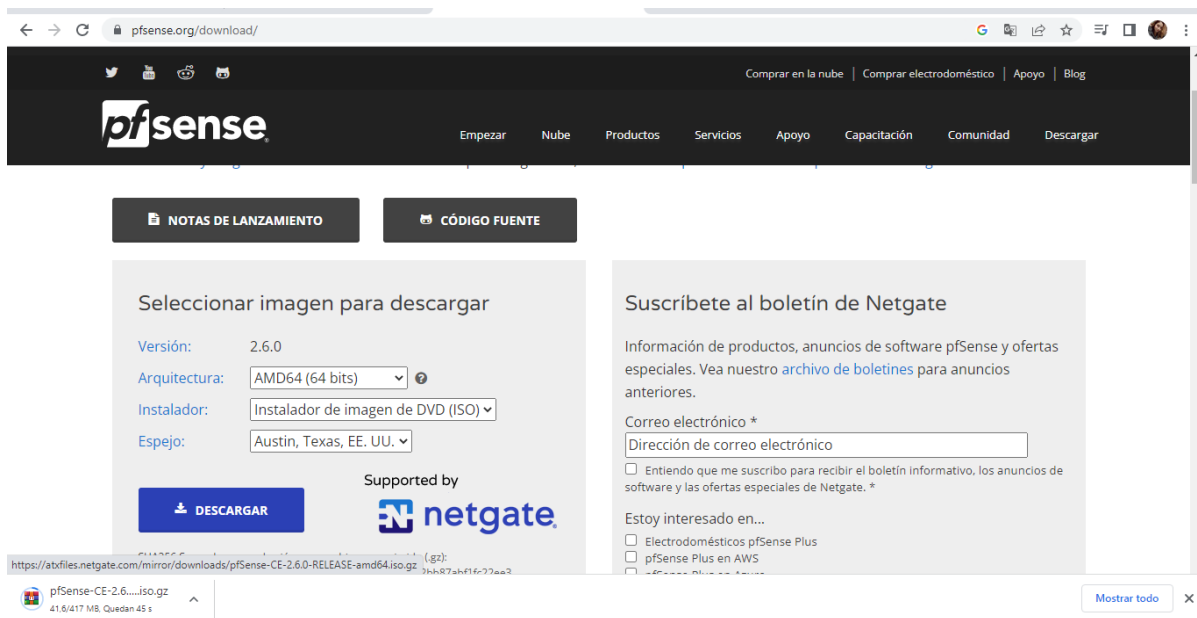 pfsense.org/download/
Comprar en la nube | Comprar electrodoméstico | Apoyo | Blog
pfsense
Empezar Nube Productos Servicios Apoyo Capacitación Comunidad Descargar
NOTAS DE LANZAMIENTO
CÓDIGO FUENTE
Seleccionar imagen para descargar
Versión: 2.6.0
Arquitectura: AMD64 (64 bits)
Instalador: Instalador de imagen de DVD (ISO)
Espejo: Austin, Texas, EE. UU.
Supported by
netgate
DESCARGAR
(.gz):
2bb87abf1fc22ee3
Suscríbete al boletín de Netgate
Información de productos, anuncios de software pfSense y ofertas
especiales. Vea nuestro archivo de boletines para anuncios
anteriores.
Correo electrónico *
Dirección de correo electrónico
Entiendo que me suscribo para recibir el boletín informativo, los anuncios de
software y las ofertas especiales de Netgate. *
Estoy interesado en...
Electrodomésticos pfSense Plus
pfSense Plus en AWS
pfSense Plus en Azure
https://atxfiles.netgate.com/mirror/downloads/pfSense-CE-2.6.0-RELEASE-amd64.iso.gz
pfSense-CE-2.6.....iso.gz
41,6/417 MB, Quedan 45 s
Mostrar todo